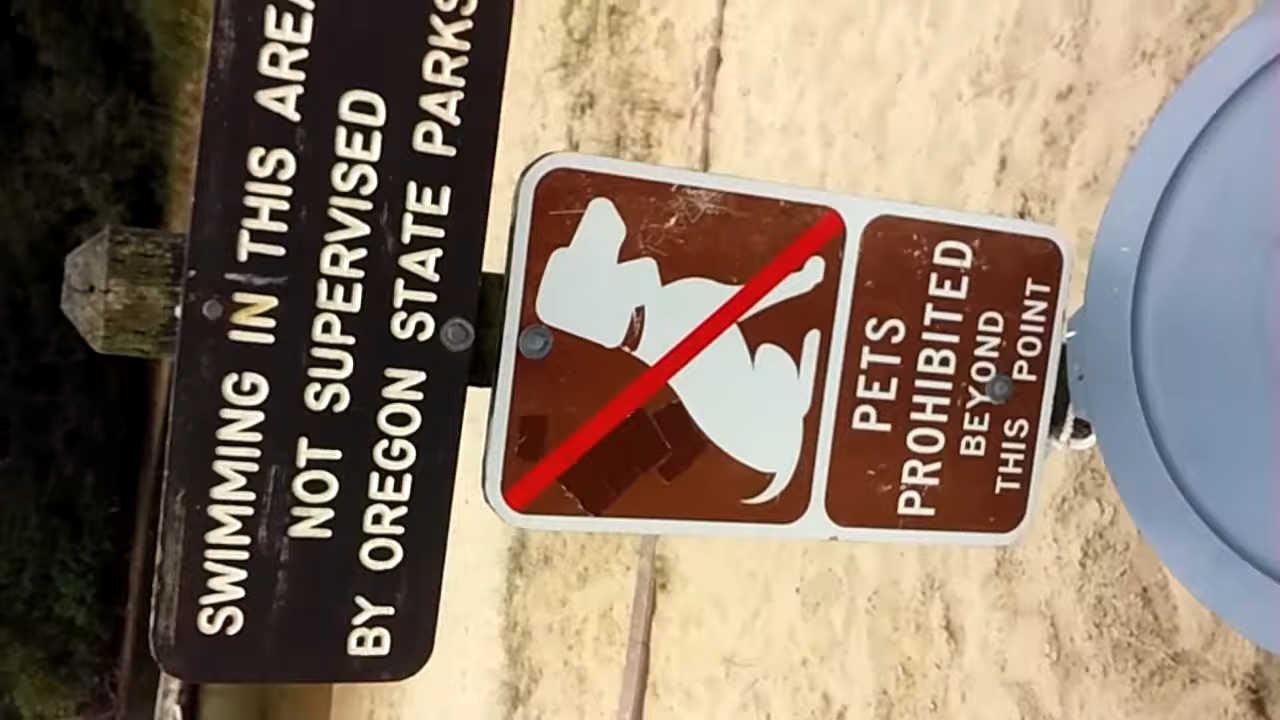 SWIMMING IN THIS AREA
NOT SUPERVISED
BY OREGON STATE PARKS
PETS
PROHIBITED
BEYOND
THIS POINT